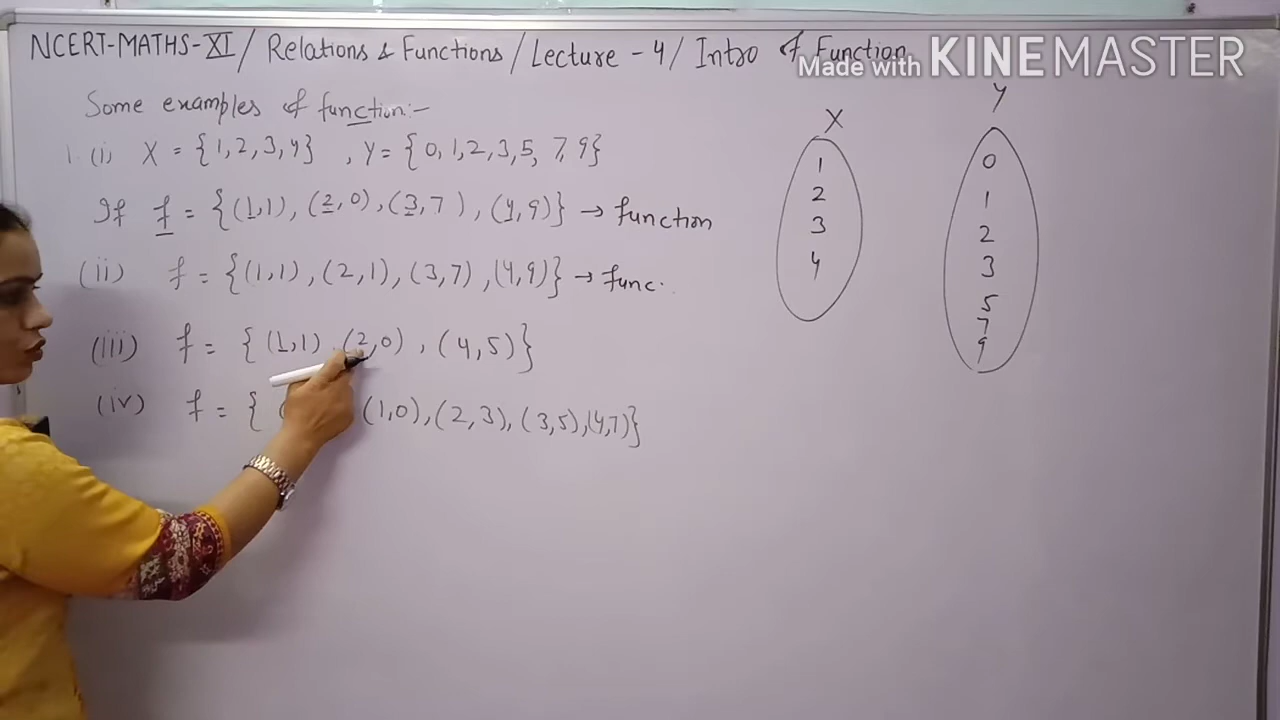 NCERT-MATHS-XI / Relations & Functions / Lecture - 4 / Intro of Function
Made with KINEMASTER
Some examples of function:-
1. (i) X = {1,2,3,4} , Y = {0,1,2,3,5,7,9}
If f = {(1,1), (2,0), (3,7), (4,9)} → function
(ii) f = {(1,1), (2,1), (3,7), (4,9)} → func.
(iii) f = {(1,1) (2,0), (4,5)}
(iv) f = { ( (1,0), (2,3), (3,5), (4,7)}
X
1
2
3
4
Y
0
1
2
3
5
7
9